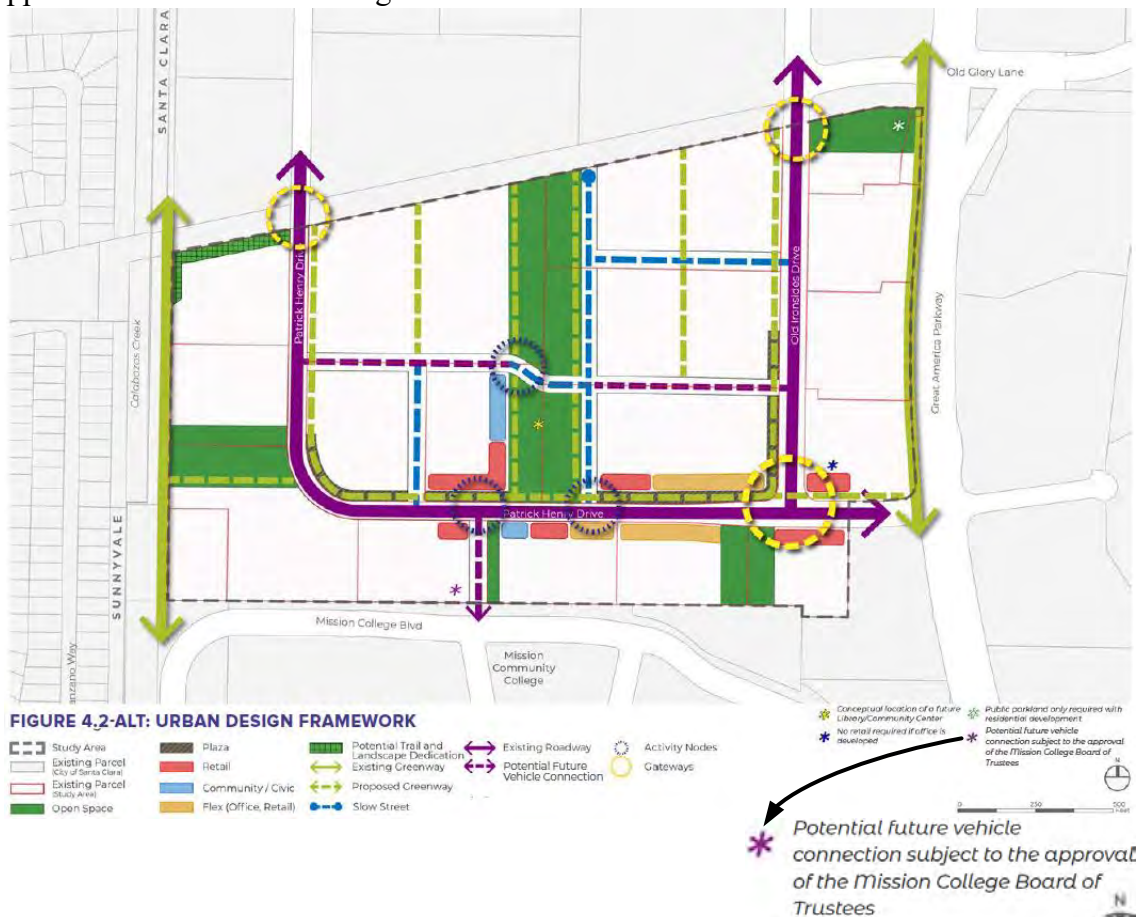 SANTA CLARA
Old Glory Lane
Patrick Henry Drive
Old Ironsides Drive
Great America Parkway
Calabazas Creek
Patrick Henry Drive
SUNNYVALE
Mission College Blvd
Mission
Community
College
FIGURE 4.2-ALT: URBAN DESIGN FRAMEWORK
Study Area
Existing Parcel
(City of Santa Clara)
Existing Parcel
(Study Area)
Open Space
Plaza
Retail
Community / Civic
Flex (Office, Retail)
Potential Trail and
Landscape Dedication
Existing Greenway
Proposed Greenway
Slow Street
Existing Roadway
Potential Future
Vehicle Connection
Activity Nodes
Gateways
Conceptual location of a future
Library/Community Center
No retail required if office is
developed
Public parkland only required with
residential development
Potential future vehicle
connection subject to the approval
of the Mission College Board of
Trustees
N
0 250 500
Potential future vehicle
connection subject to the approval
of the Mission College Board of
Trustees
N